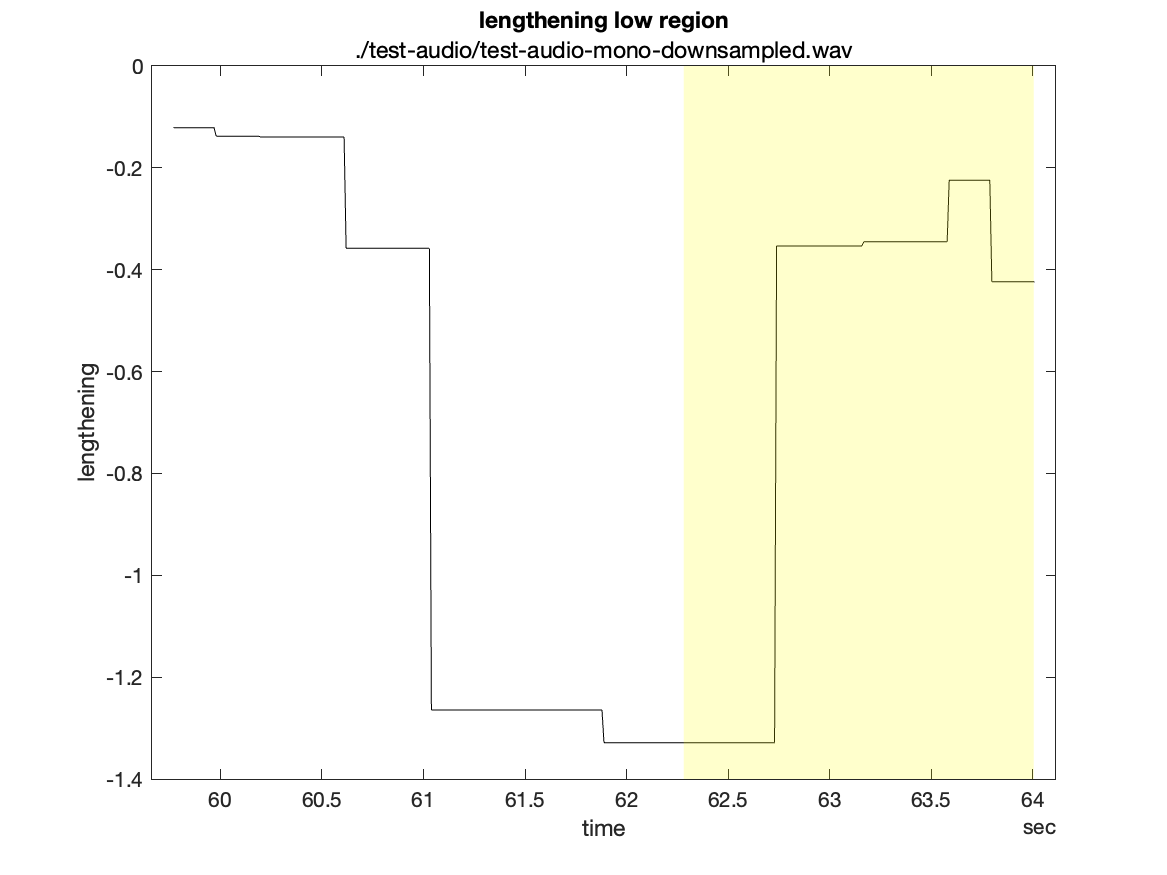 lengthening low region
./test-audio/test-audio-mono-downsampled.wav
0
-0.2
-0.4
-0.6
-0.8
-1
-1.2
-1.4
lengthening
60 60.5 61 61.5 62 62.5 63 63.5 64
time
sec